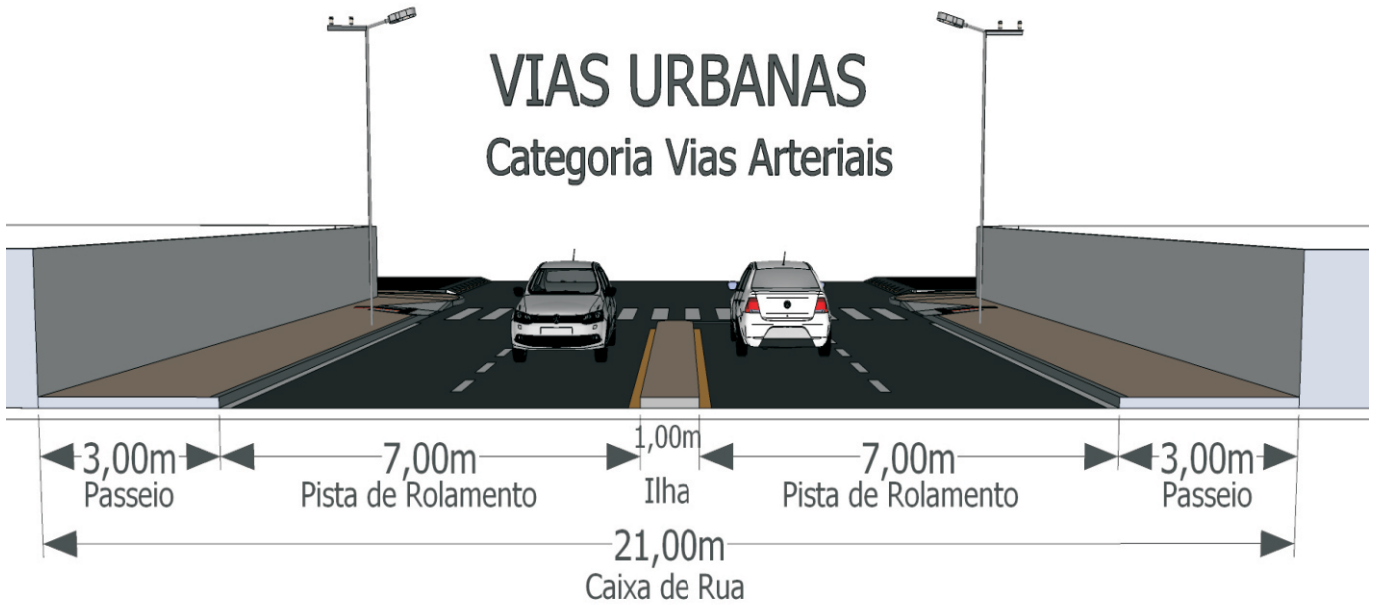 VIAS URBANAS
Categoria Vias Arteriais
3,00m
Passeio
7,00m
Pista de Rolamento
1,00m
Ilha
7,00m
Pista de Rolamento
3,00m
Passeio
21,00m
Caixa de Rua